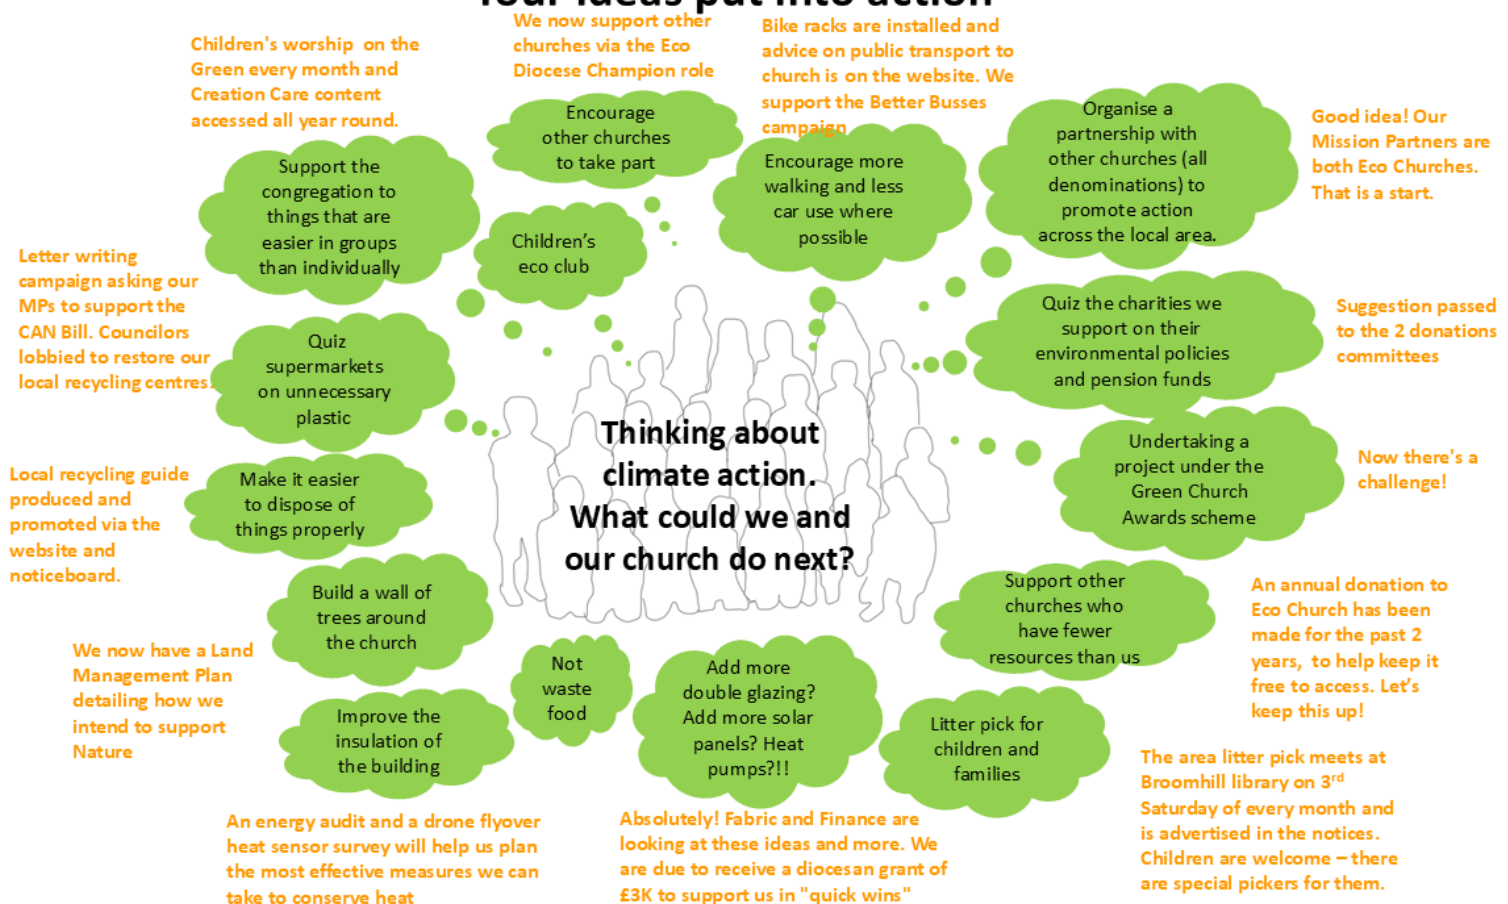 Your ideas put into action
We now support other
churches via the Eco
Diocese Champion role
Bike racks are installed and
advice on public transport to
church is on the website. We
support the Better Busses
campaign
Children's worship on the
Green every month and
Creation Care content
accessed all year round.
Encourage
other churches
to take part
Organise a
partnership with
other churches (all
denominations) to
promote action
across the local area.
Good idea! Our
Mission Partners are
both Eco Churches.
That is a start.
Support the
congregation to
things that are
easier in groups
than individually
Children's
eco club
Encourage more
walking and less
car use where
possible
Letter writing
campaign asking our
MPs to support the
CAN Bill. Councilors
lobbied to restore our
local recycling centres.
Quiz
supermarkets
on unnecessary
plastic
Quiz the charities we
support on their
environmental policies
and pension funds
Suggestion passed
to the 2 donations
committees
Thinking about
climate action.
What could we and
our church do next?
Undertaking a
project under the
Green Church
Awards scheme
Now there's a
challenge!
Local recycling guide
produced and
promoted via the
website and
noticeboard.
Make it easier
to dispose of
things properly
Build a wall of
trees around
the church
Support other
churches who
have fewer
resources than us
An annual donation to
Eco Church has been
made for the past 2
years, to help keep it
free to access. Let's
keep this up!
We now have a Land
Management Plan
detailing how we
intend to support
Nature
Improve the
insulation of
the building
Not
waste
food
Add more
double glazing?
Add more solar
panels? Heat
pumps?!!
Litter pick for
children and
families
An energy audit and a drone flyover
heat sensor survey will help us plan
the most effective measures we can
take to conserve heat
Absolutely! Fabric and Finance are
looking at these ideas and more. We
are due to receive a diocesan grant of
£3K to support us in "quick wins"
The area litter pick meets at
Broomhill library on 3rd
Saturday of every month and
is advertised in the notices.
Children are welcome – there
are special pickers for them.